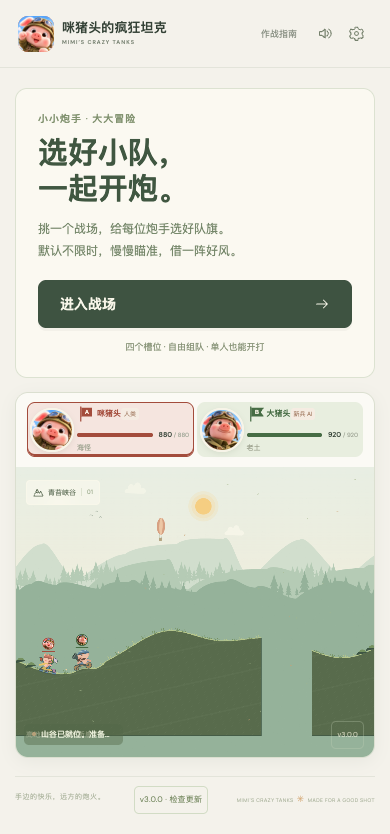 咪猪头的疯狂坦克
MIMI'S CRAZY TANKS
作战指南
小小炮手 · 大大冒险
选好小队，
一起开炮。
挑一个战场，给每位炮手选好队旗。
默认不限时，慢慢瞄准，借一阵好风。
进入战场
四个槽位 · 自由组队 · 单人也能开打
A 咪猪头 人类
880 / 880
海怪
B 大猪头 新兵 AI
920 / 920
老土
青苔峡谷 01
山谷已就位，准备..
v3.0.0
手边的快乐，远方的炮火。
v3.0.0 · 检查更新
MIMI'S CRAZY TANKS
MADE FOR A GOOD SHOT